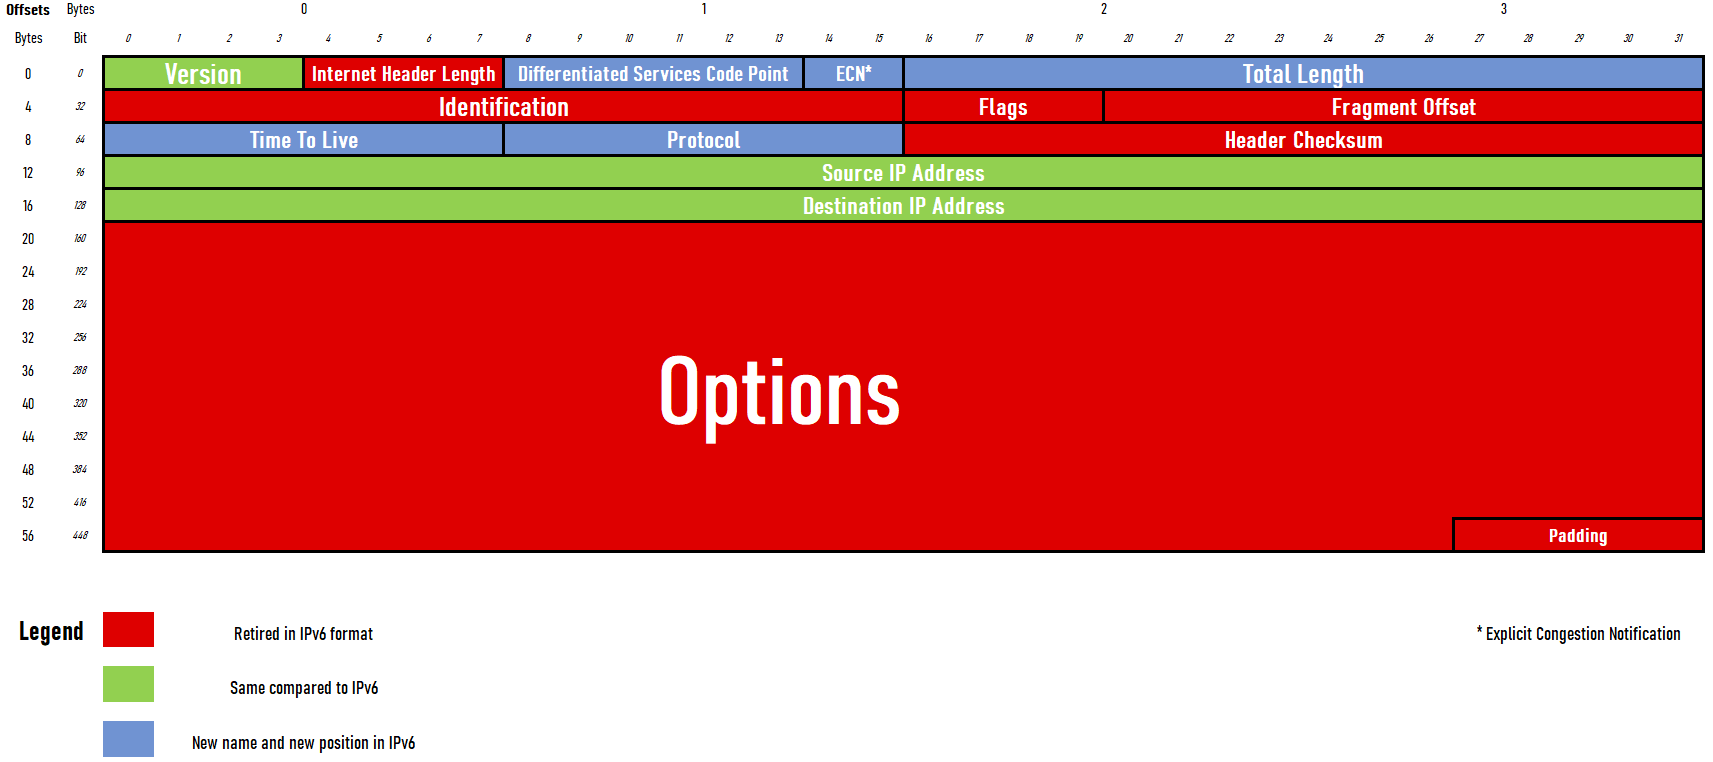 Offsets Bytes 0 1 2 3
Bytes Bit 0 1 2 3 4 5 6 7 8 9 10 11 12 13 14 15 16 17 18 19 20 21 22 23 24 25 26 27 28 29 30 31
0 0 Version Internet Header Length Differentiated Services Code Point ECN* Total Length
4 32 Identification Flags Fragment Offset
8 64 Time To Live Protocol Header Checksum
12 96 Source IP Address
16 128 Destination IP Address
20 160
24 192
28 224
32 256
36 288
Options
40 320
44 352
48 384
52 416
56 448 Padding
Legend Retired in IPv6 format * Explicit Congestion Notification
Same compared to IPv6
New name and new position in IPv6